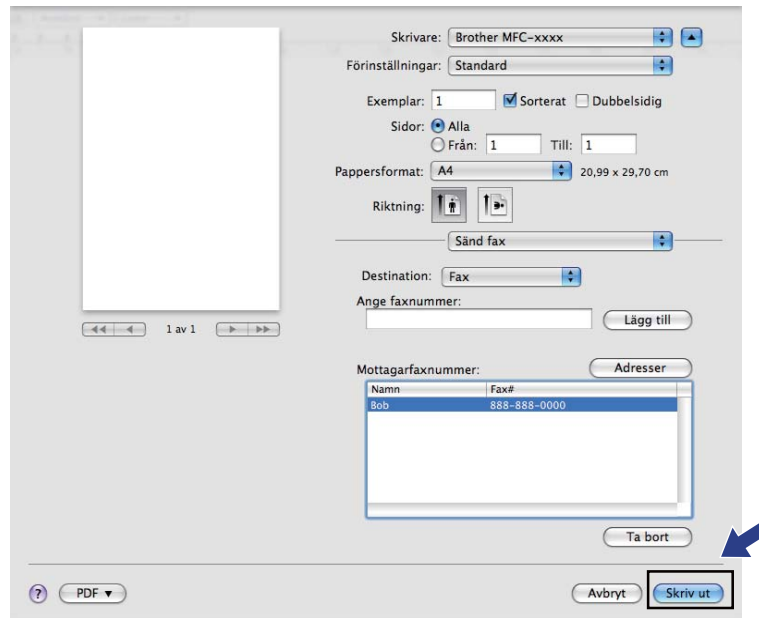 Skrivare: Brother MFC-xxxx
Förinställningar: Standard
Exemplar: 1 Sorterat Dubbelsidig
Sidor: Alla
Från: 1 Till: 1
Pappersformat: A4 20,99 x 29,70 cm
Riktning:
Sänd fax
Destination: Fax
Ange faxnummer:
Lägg till
1 av 1
Mottagarfaxnummer: Adresser
Namn Fax#
Bob 888-888-0000
Ta bort
? PDF ▼ Avbryt Skriv ut